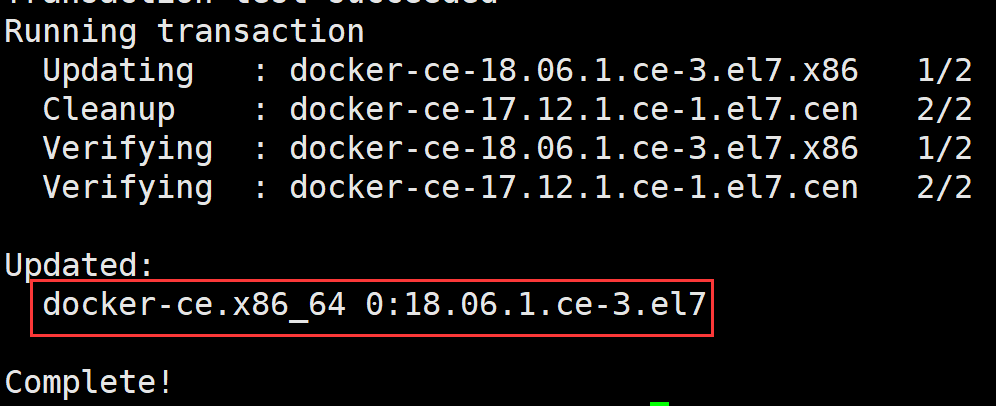 Transaction test succeeded
Running transaction
  Updating   : docker-ce-18.06.1.ce-3.el7.x86   1/2
  Cleanup    : docker-ce-17.12.1.ce-1.el7.cen   2/2
  Verifying  : docker-ce-18.06.1.ce-3.el7.x86   1/2
  Verifying  : docker-ce-17.12.1.ce-1.el7.cen   2/2
Updated:
  docker-ce.x86_64 0:18.06.1.ce-3.el7
Complete!